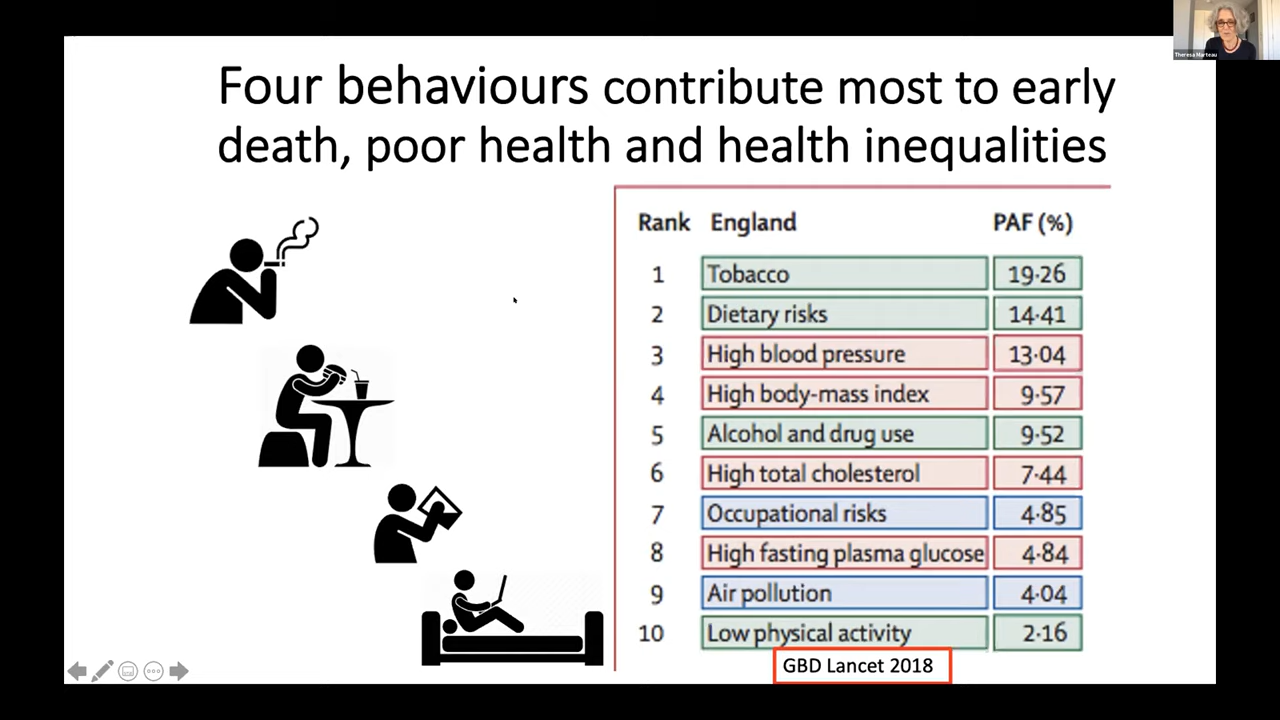 Four behaviours contribute most to early
death, poor health and health inequalities
Rank England PAF (%)
1 Tobacco 19·26
2 Dietary risks 14·41
3 High blood pressure 13·04
4 High body-mass index 9·57
5 Alcohol and drug use 9·52
6 High total cholesterol 7·44
7 Occupational risks 4·85
8 High fasting plasma glucose 4·84
9 Air pollution 4·04
10 Low physical activity 2·16
GBD Lancet 2018
Theresa Marteau